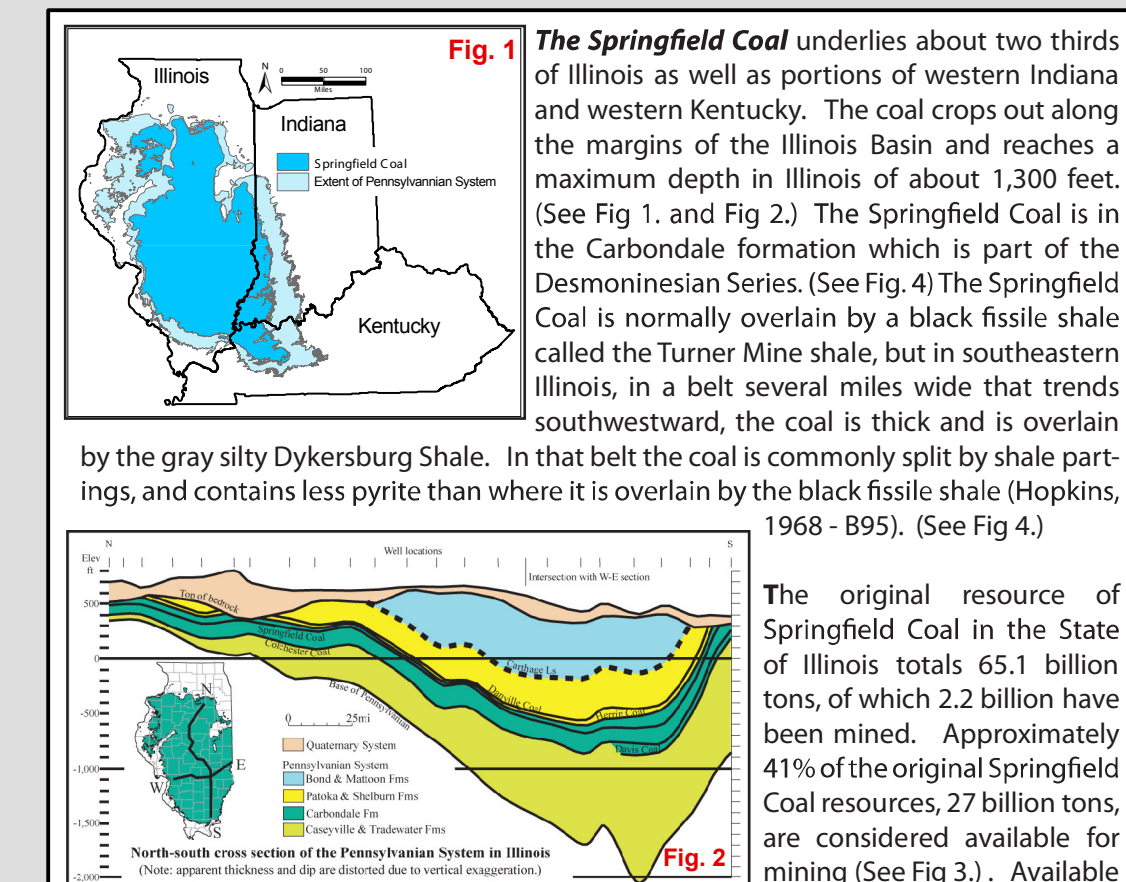 Fig. 1
Illinois
N
0 50 100
Miles
Indiana
Springfield Coal
Extent of Pennsylvannian System
Kentucky
The Springfield Coal underlies about two thirds
of Illinois as well as portions of western Indiana
and western Kentucky. The coal crops out along
the margins of the Illinois Basin and reaches a
maximum depth in Illinois of about 1,300 feet.
(See Fig 1. and Fig 2.) The Springfield Coal is in
the Carbondale formation which is part of the
Desmoninesian Series. (See Fig. 4) The Springfield
Coal is normally overlain by a black fissile shale
called the Turner Mine shale, but in southeastern
Illinois, in a belt several miles wide that trends
southwestward, the coal is thick and is overlain
by the gray silty Dykersburg Shale. In that belt the coal is commonly split by shale part-
ings, and contains less pyrite than where it is overlain by the black fissile shale (Hopkins,
1968 - B95). (See Fig 4.)
N
S
Elev
ft
Well locations
Intersection with W-E section
500
0
-500
-1,000
-1,500
-2,000
Top of bedrock
Springfield Coal
Colchester Coal
Base of Pennsylvanian
Carthage Ls
Danville Coal
Herrin Coal
Davis Coal
N
E
W
S
0 25mi
Quaternary System
Pennsylvanian System
Bond & Mattoon Fms
Patoka & Shelburn Fms
Carbondale Fm
Caseyville & Tradewater Fms
North-south cross section of the Pennsylvanian System in Illinois
(Note: apparent thickness and dip are distorted due to vertical exaggeration.)
Fig. 2
The original resource of
Springfield Coal in the State
of Illinois totals 65.1 billion
tons, of which 2.2 billion have
been mined. Approximately
41% of the original Springfield
Coal resources, 27 billion tons,
are considered available for
mining (See Fig 3.) . Available